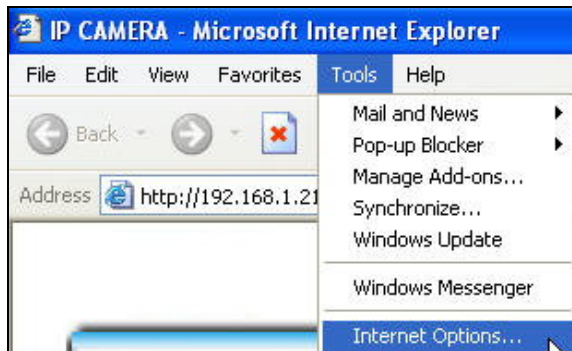 IP CAMERA - Microsoft Internet Explorer
File Edit View Favorites Tools Help
Mail and News
Back
Pop-up Blocker
Manage Add-ons...
Address http://192.168.1.21
Synchronize...
Windows Update
Windows Messenger
Internet Options...